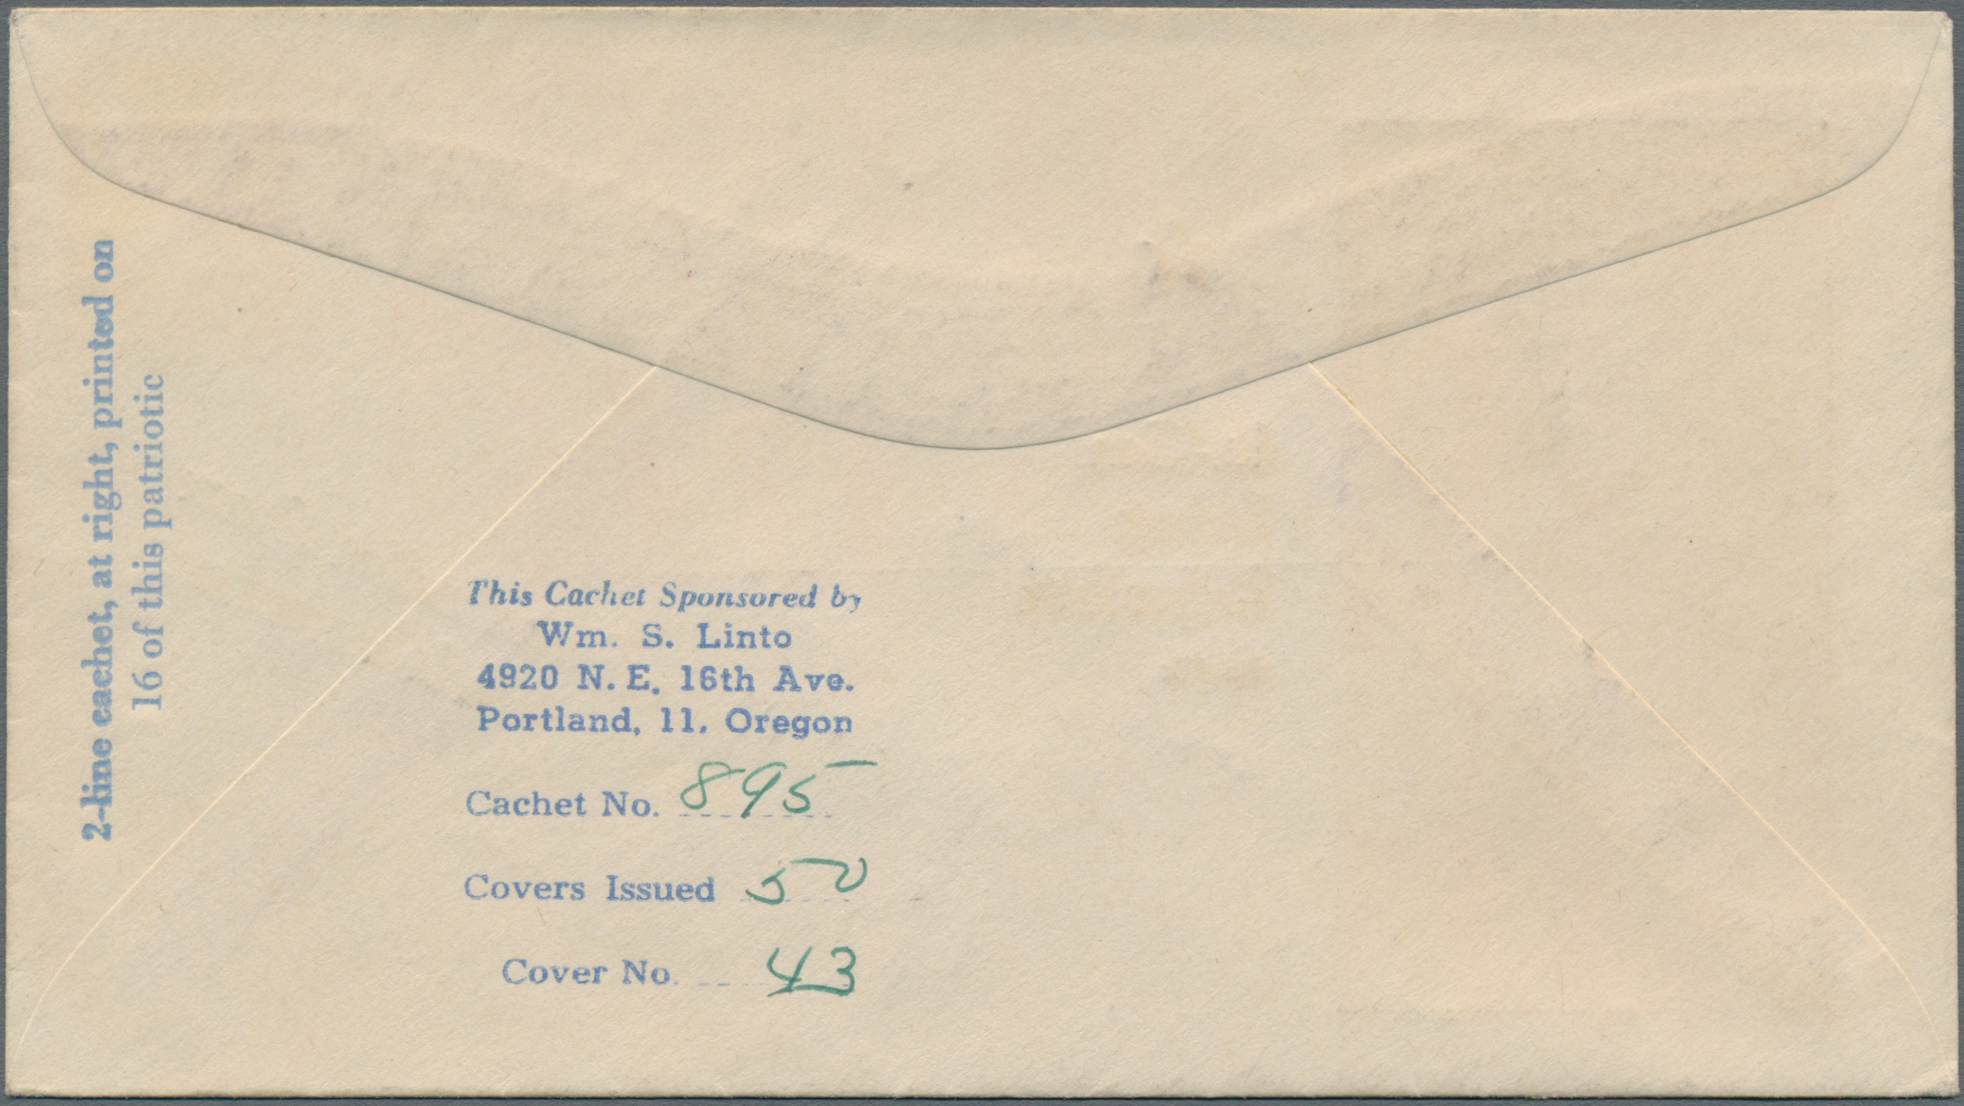 2-line cachet, at right, printed on
16 of this patriotic
This Cachet Sponsored by
Wm. S. Linto
4920 N. E. 16th Ave.
Portland, 11, Oregon
Cachet No. 895
Covers Issued 50
Cover No. 43